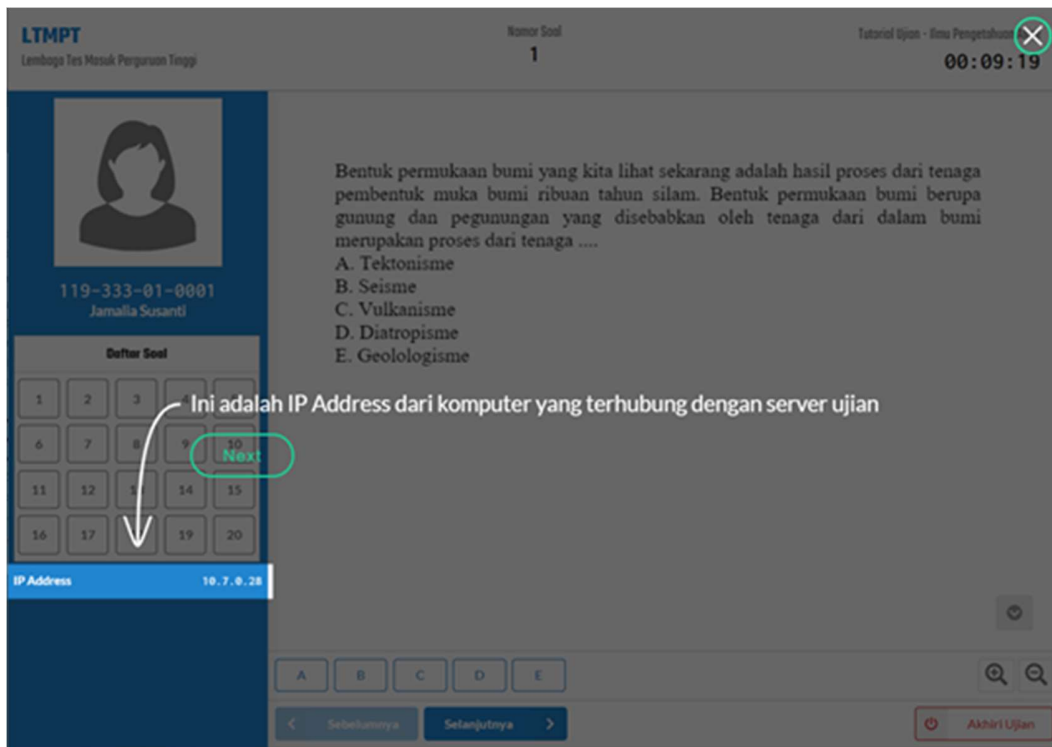 LTMPT
Lembaga Tes Masuk Perguruan Tinggi
Nomor Soal
1
Tutorial Ujian - Ilmu Pengetahuan
00:09:19
119-333-01-0001
Jamalia Susanti
Daftar Soal
1 2 3 4
6 7 8 9 10
11 12 13 14 15
16 17 19 20
IP Address 10.7.0.28
Bentuk permukaan bumi yang kita lihat sekarang adalah hasil proses dari tenaga
pembentuk muka bumi ribuan tahun silam. Bentuk permukaan bumi berupa
gunung dan pegunungan yang disebabkan oleh tenaga dari dalam bumi
merupakan proses dari tenaga ....
A. Tektonisme
B. Seisme
C. Vulkanisme
D. Diatropisme
E. Geolologisme
Ini adalah IP Address dari komputer yang terhubung dengan server ujian
Next
A B C D E
Sebelumnya Selanjutnya
Akhiri Ujian